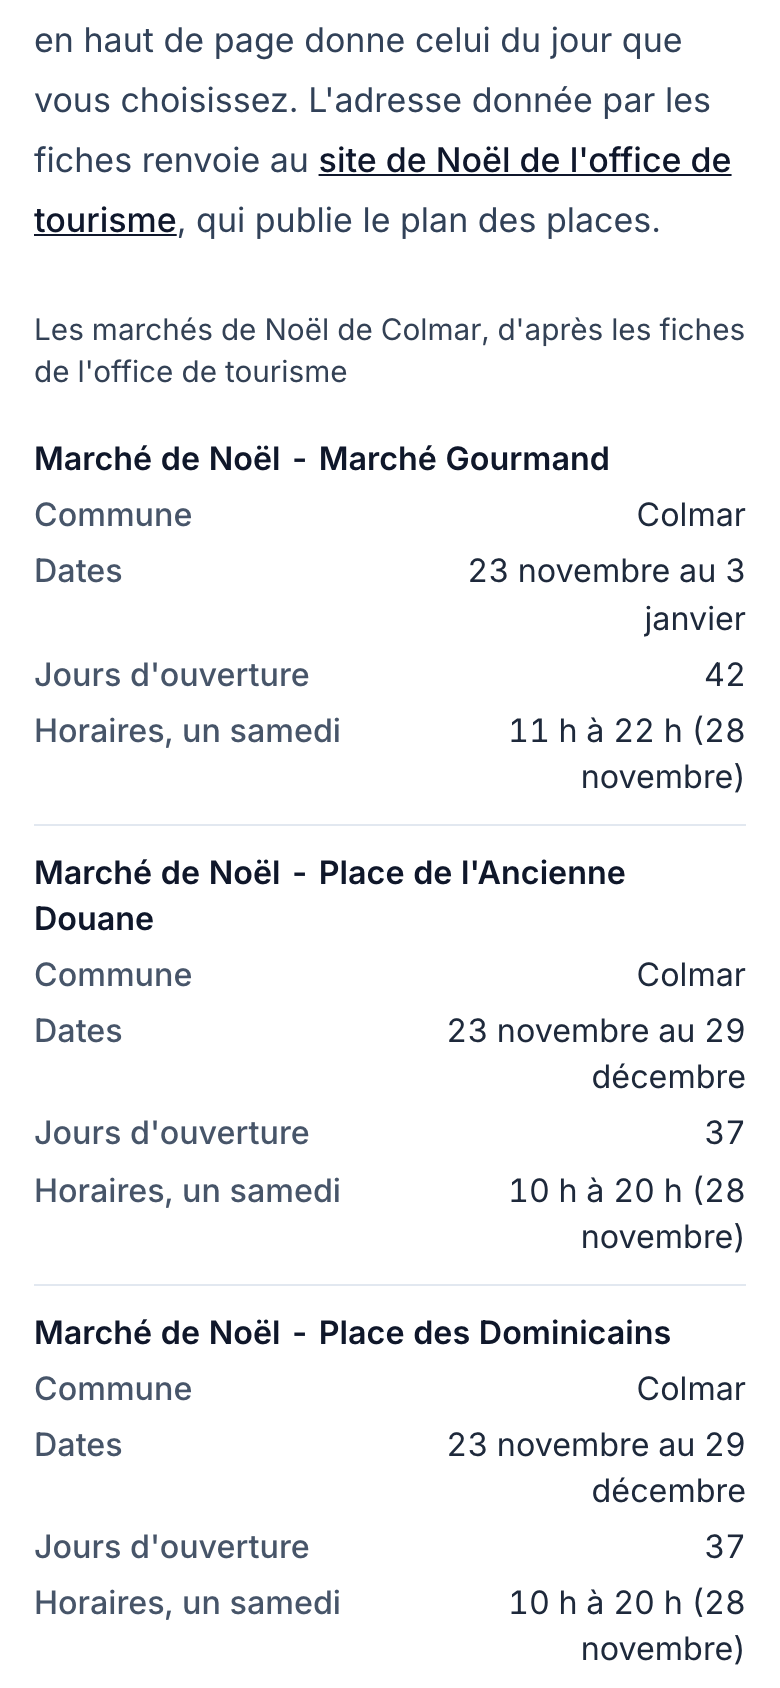 en haut de page donne celui du jour que
vous choisissez. L'adresse donnée par les
fiches renvoie au site de Noël de l'office de
tourisme, qui publie le plan des places.
Les marchés de Noël de Colmar, d'après les fiches
de l'office de tourisme
Marché de Noël - Marché Gourmand
Commune Colmar
Dates 23 novembre au 3
janvier
Jours d'ouverture 42
Horaires, un samedi 11 h à 22 h (28
novembre)
Marché de Noël - Place de l'Ancienne
Douane
Commune Colmar
Dates 23 novembre au 29
décembre
Jours d'ouverture 37
Horaires, un samedi 10 h à 20 h (28
novembre)
Marché de Noël - Place des Dominicains
Commune Colmar
Dates 23 novembre au 29
décembre
Jours d'ouverture 37
Horaires, un samedi 10 h à 20 h (28
novembre)